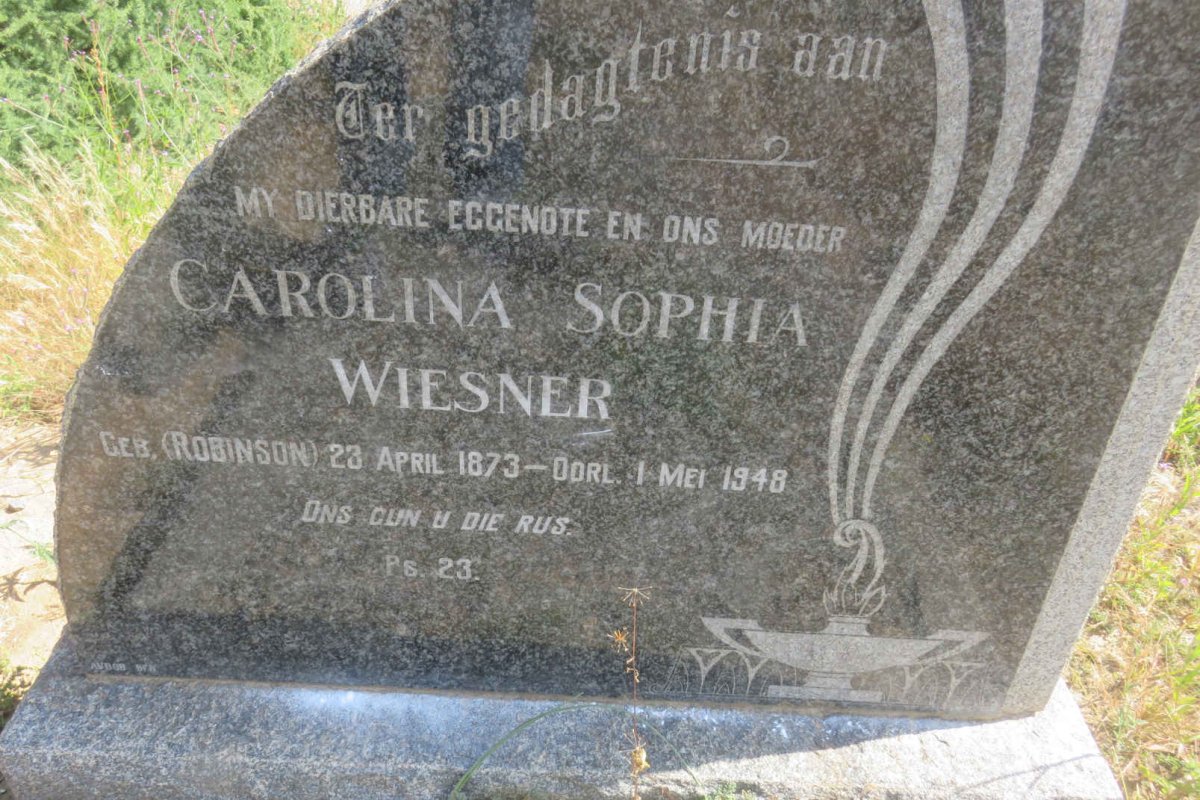 Ter gedagtenis aan
MY DIERBARE EGGENOTE EN ONS MOEDER
CAROLINA SOPHIA
WIESNER
GEB. (ROBINSON) 23 APRIL 1873 – OORL. 1 MEI 1948
ONS GUN U DIE RUS.
PS. 23.
AVBOB